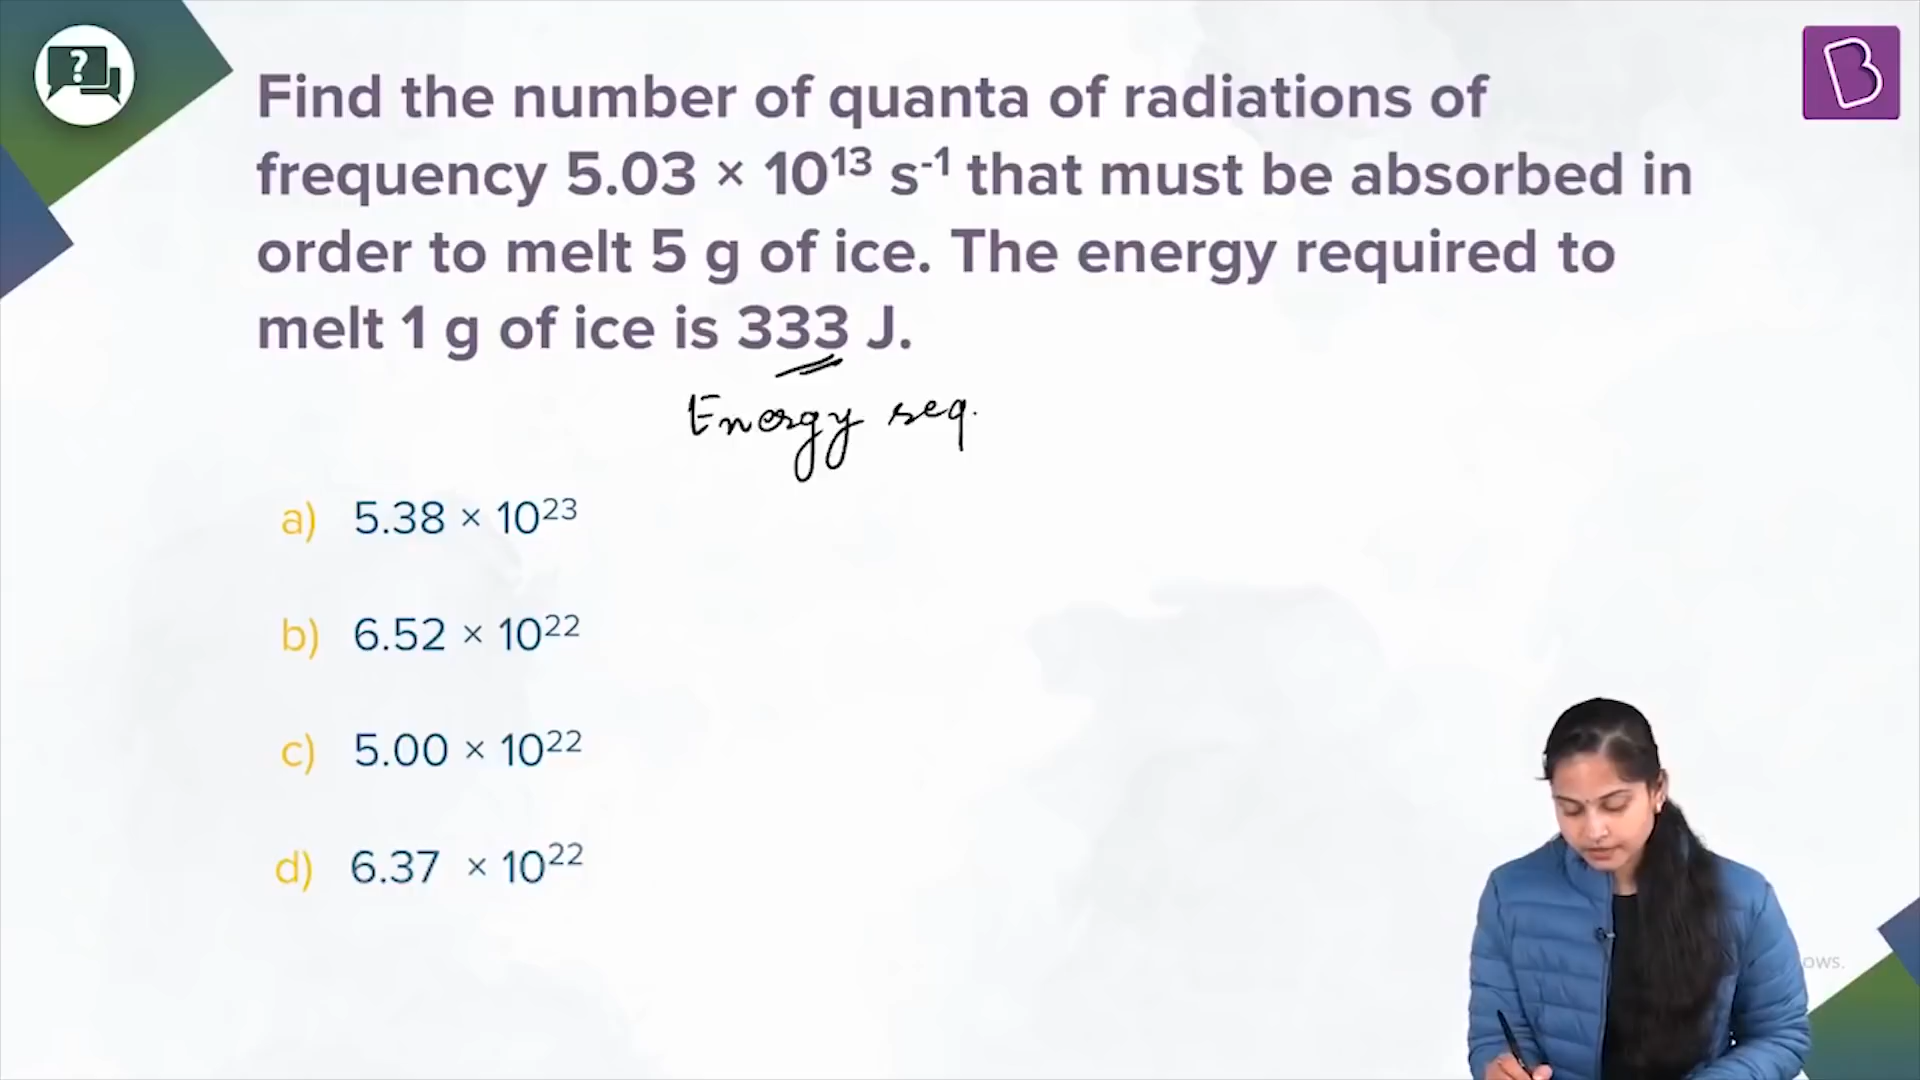 ?
Find the number of quanta of radiations of
frequency 5.03 × 10¹³ s⁻¹ that must be absorbed in
order to melt 5 g of ice. The energy required to
melt 1 g of ice is 333 J.
Energy req.
a) 5.38 × 10²³
b) 6.52 × 10²²
c) 5.00 × 10²²
d) 6.37 × 10²²
ows.
B